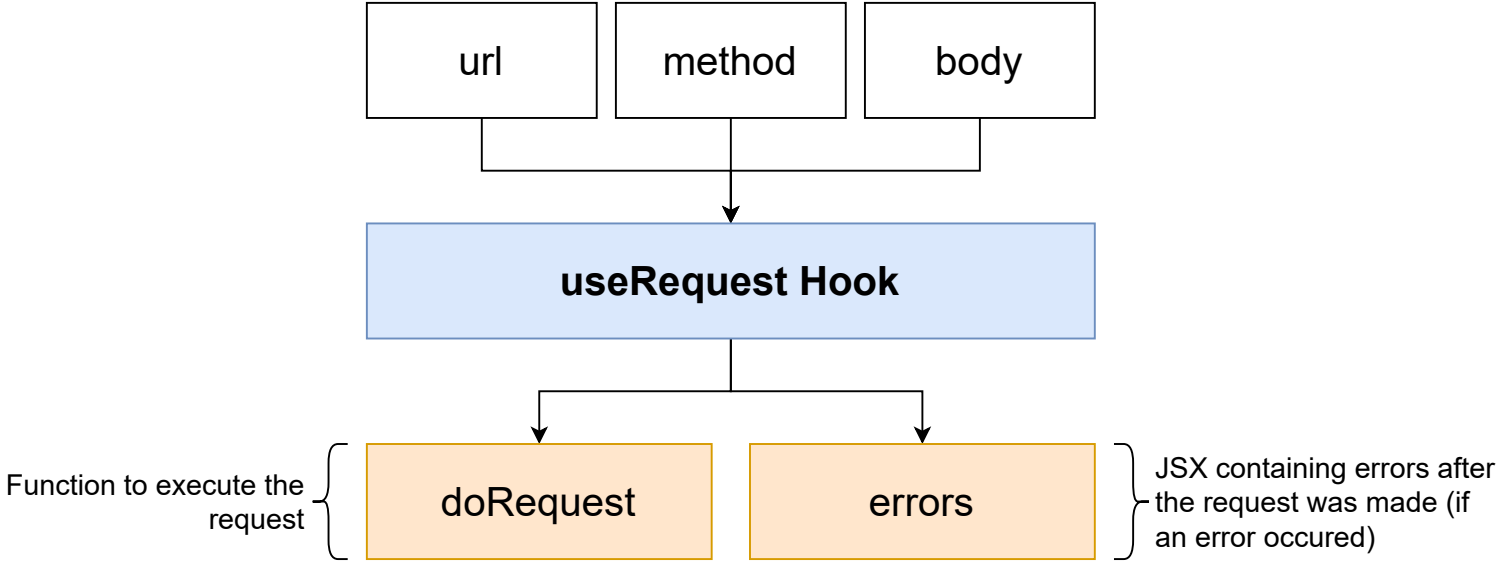 url
method
body
useRequest Hook
Function to execute the
request
doRequest
errors
JSX containing errors after
the request was made (if
an error occured)